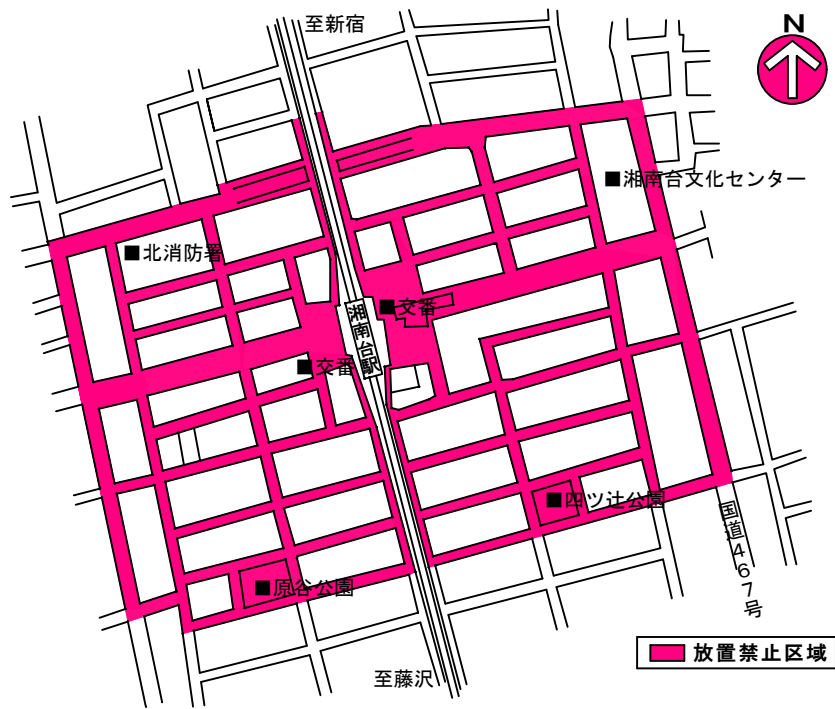 至新宿
N
■湘南台文化センター
■北消防署
■交番
湘南台駅
■交番
■四ツ辻公園
国道467号
■原谷公園
至藤沢
放置禁止区域